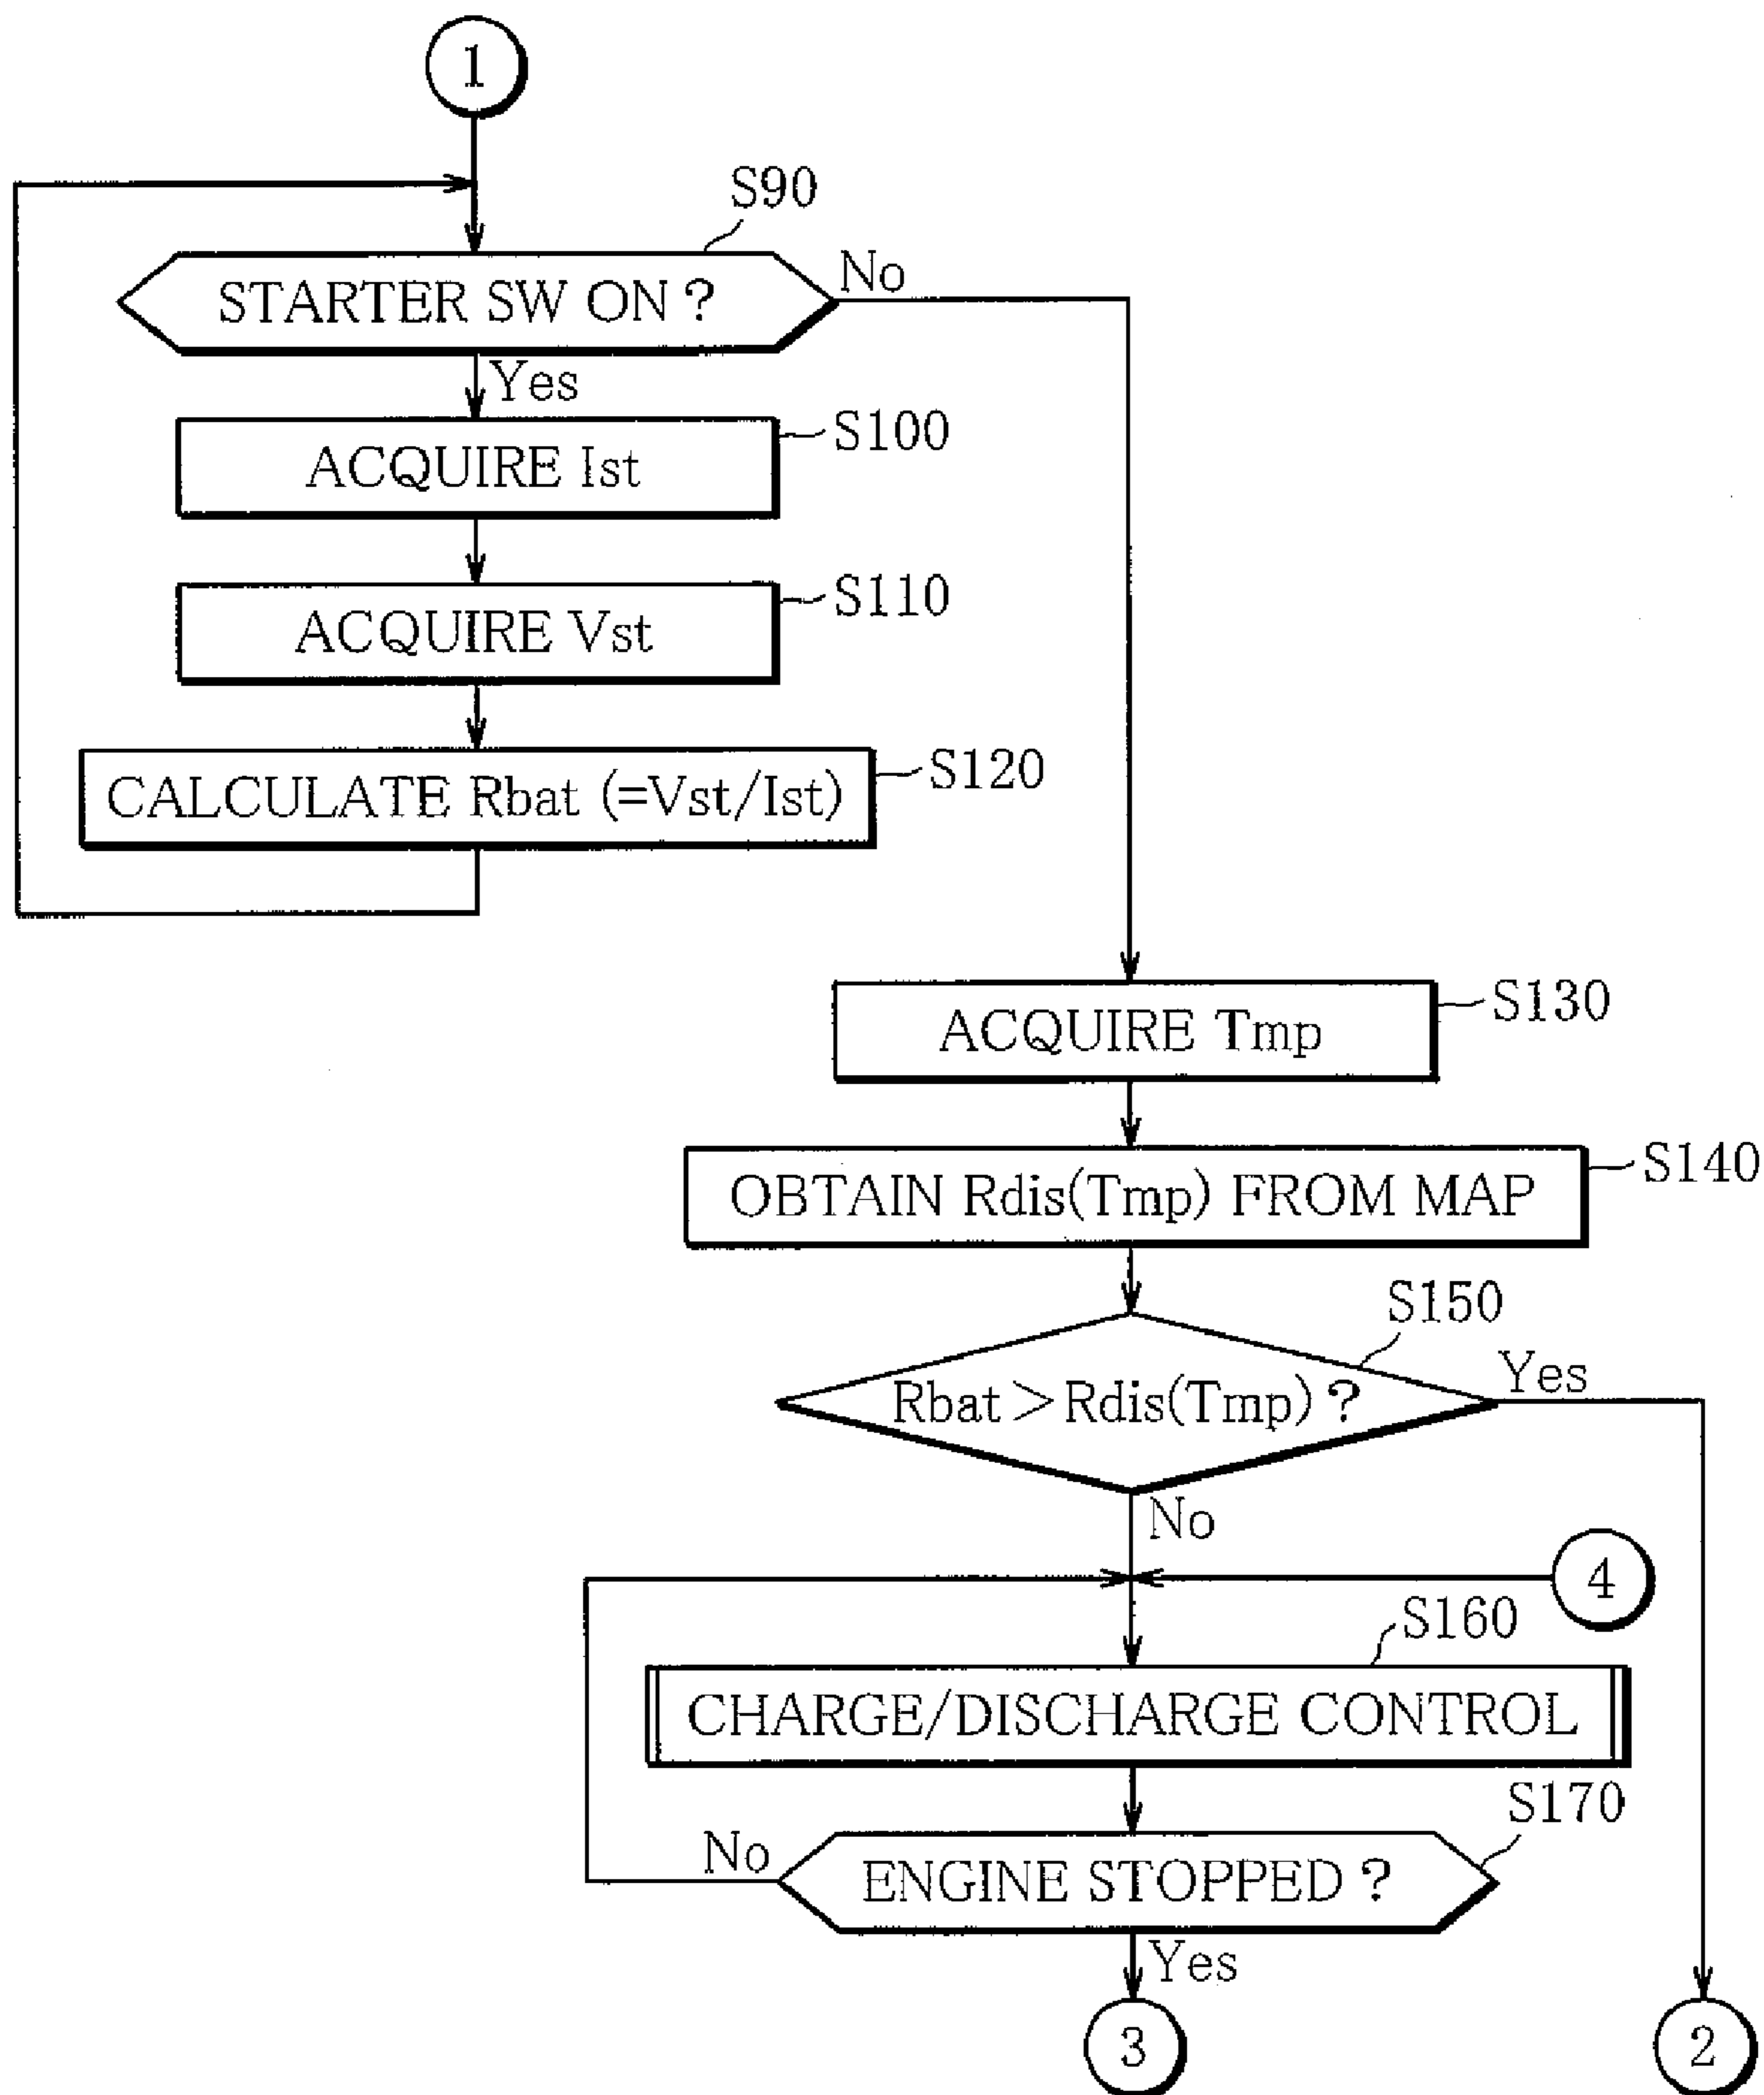 1
S90
STARTER SW ON ?
No
Yes
S100
ACQUIRE Ist
S110
ACQUIRE Vst
S120
CALCULATE Rbat (=Vst/Ist)
S130
ACQUIRE Tmp
S140
OBTAIN Rdis(Tmp) FROM MAP
S150
Rbat > Rdis(Tmp) ?
Yes
No
4
S160
CHARGE/DISCHARGE CONTROL
S170
No
ENGINE STOPPED ?
Yes
3
2